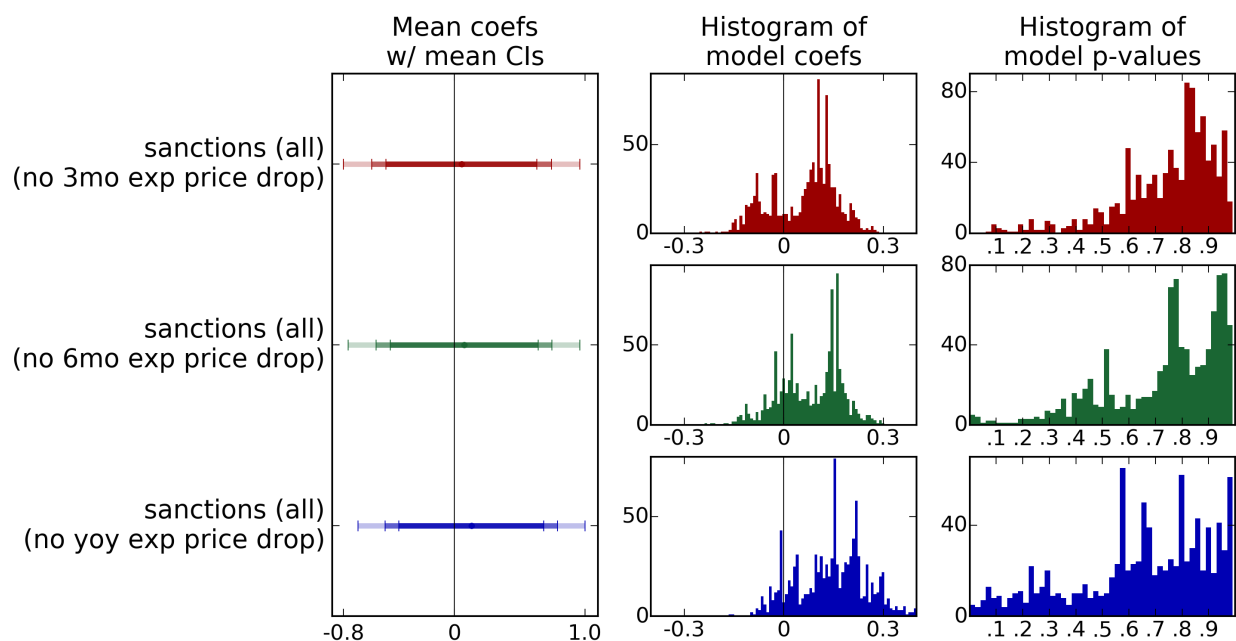 Mean coefs
w/ mean CIs
Histogram of
model coefs
Histogram of
model p-values
sanctions (all)
(no 3mo exp price drop)
50
0
-0.3 0 0.3
80
40
0
.1 .2 .3 .4 .5 .6 .7 .8 .9
sanctions (all)
(no 6mo exp price drop)
50
0
-0.3 0 0.3
80
40
0
.1 .2 .3 .4 .5 .6 .7 .8 .9
sanctions (all)
(no yoy exp price drop)
-0.8 0 1.0
50
0
-0.3 0 0.3
40
0
.1 .2 .3 .4 .5 .6 .7 .8 .9